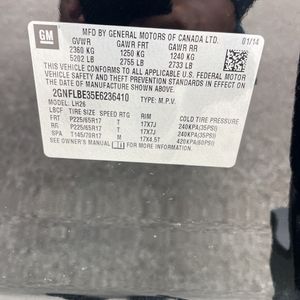 GM
MFD BY GENERAL MOTORS OF CANADA LTD.
GVWR GAWR FRT GAWR RR 01/14
2360 KG 1250 KG 1240 KG
5202 LB 2755 LB 2733 LB
THIS VEHICLE CONFORMS TO ALL APPLICABLE U.S. FEDERAL MOTOR
VEHICLE SAFETY AND THEFT PREVENTION STANDARDS IN EFFECT ON
THE DATE OF MANUFACTURE SHOWN ABOVE.
2GNFLBE35E6236410 TYPE: M.P.V.
MODEL: LH26
LBCF TIRE SIZE SPEED RTG RIM COLD TIRE PRESSURE
FRT P225/65R17 T 17X7J 240KPA(35PSI)
RR P225/65R17 T 17X7J 240KPA(35PSI)
SPA T145/70R17 M 17X4.5T 420KPA(60PSI)
SEE OWNER'S MANUAL FOR MORE INFORMATION.